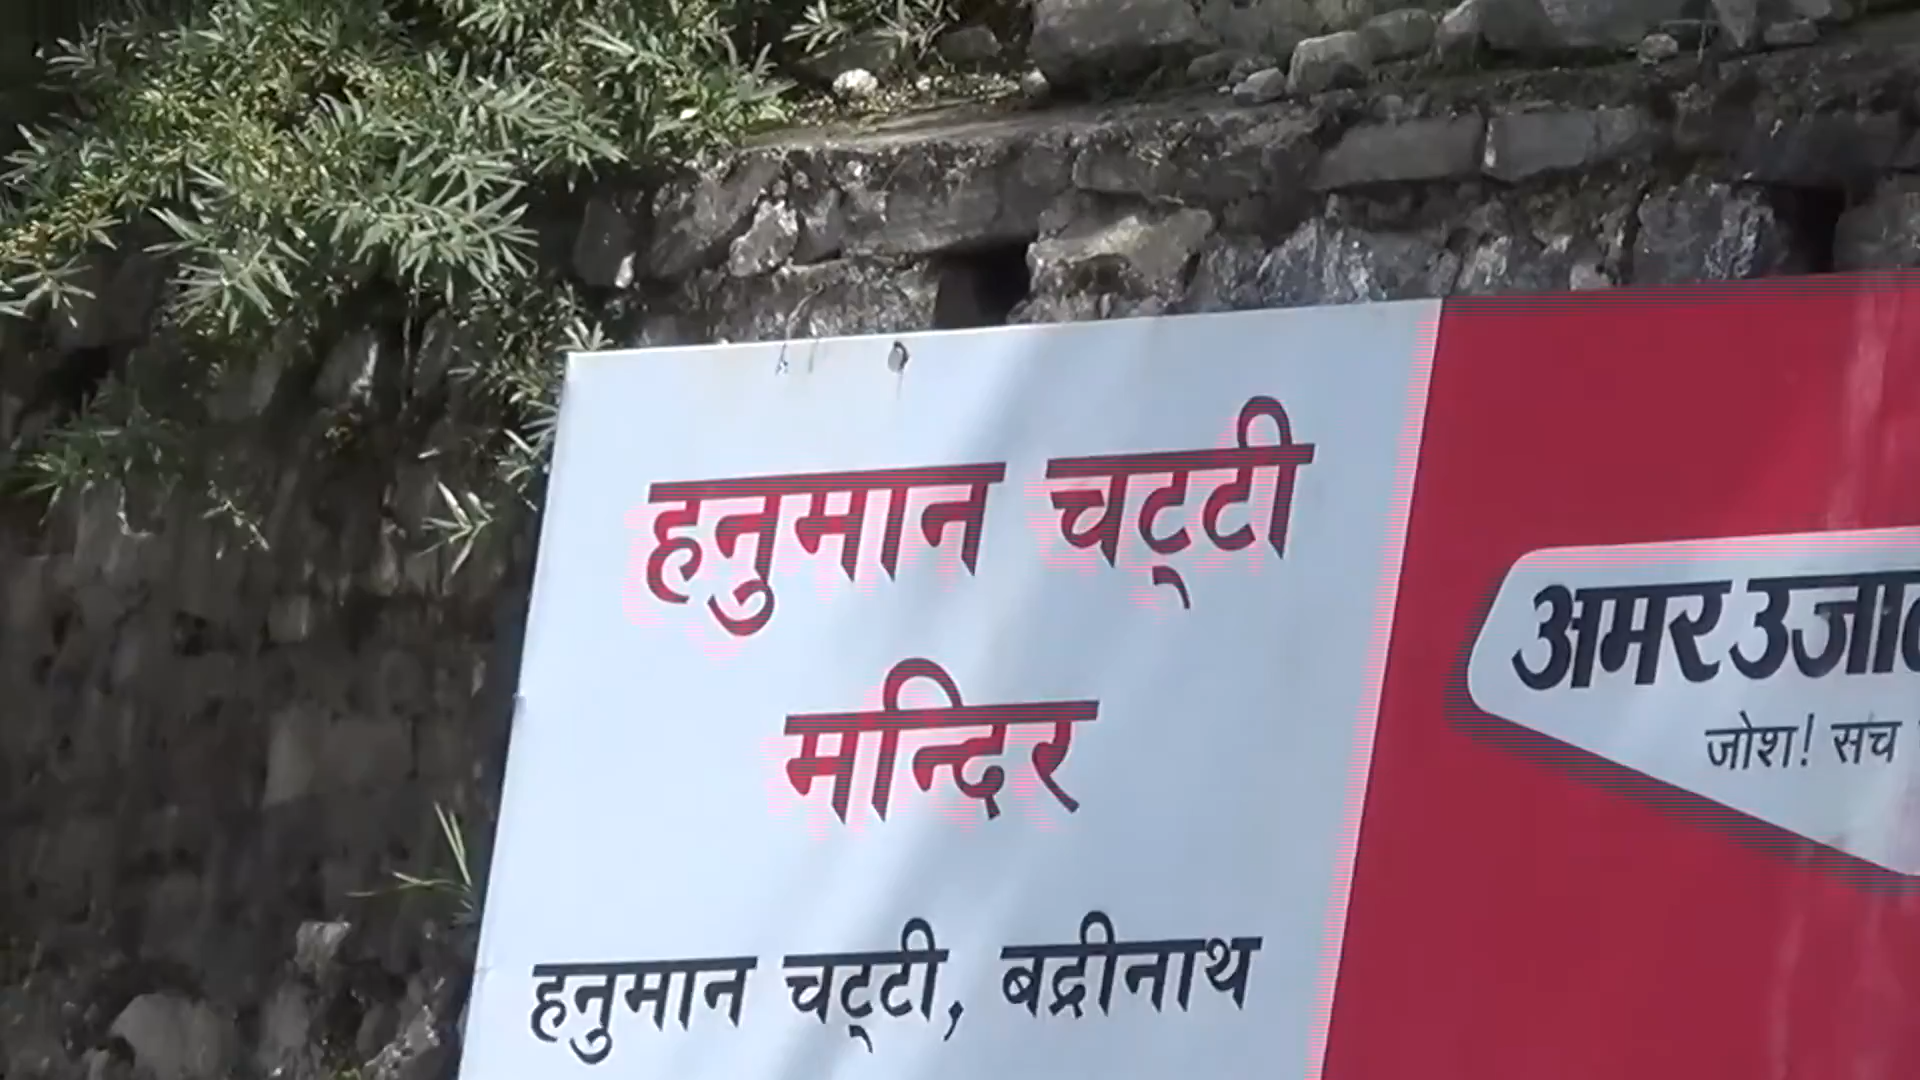 हनुमान चट्टी
मन्दिर
हनुमान चट्टी, बद्रीनाथ
अमर उजा
जोश! सच